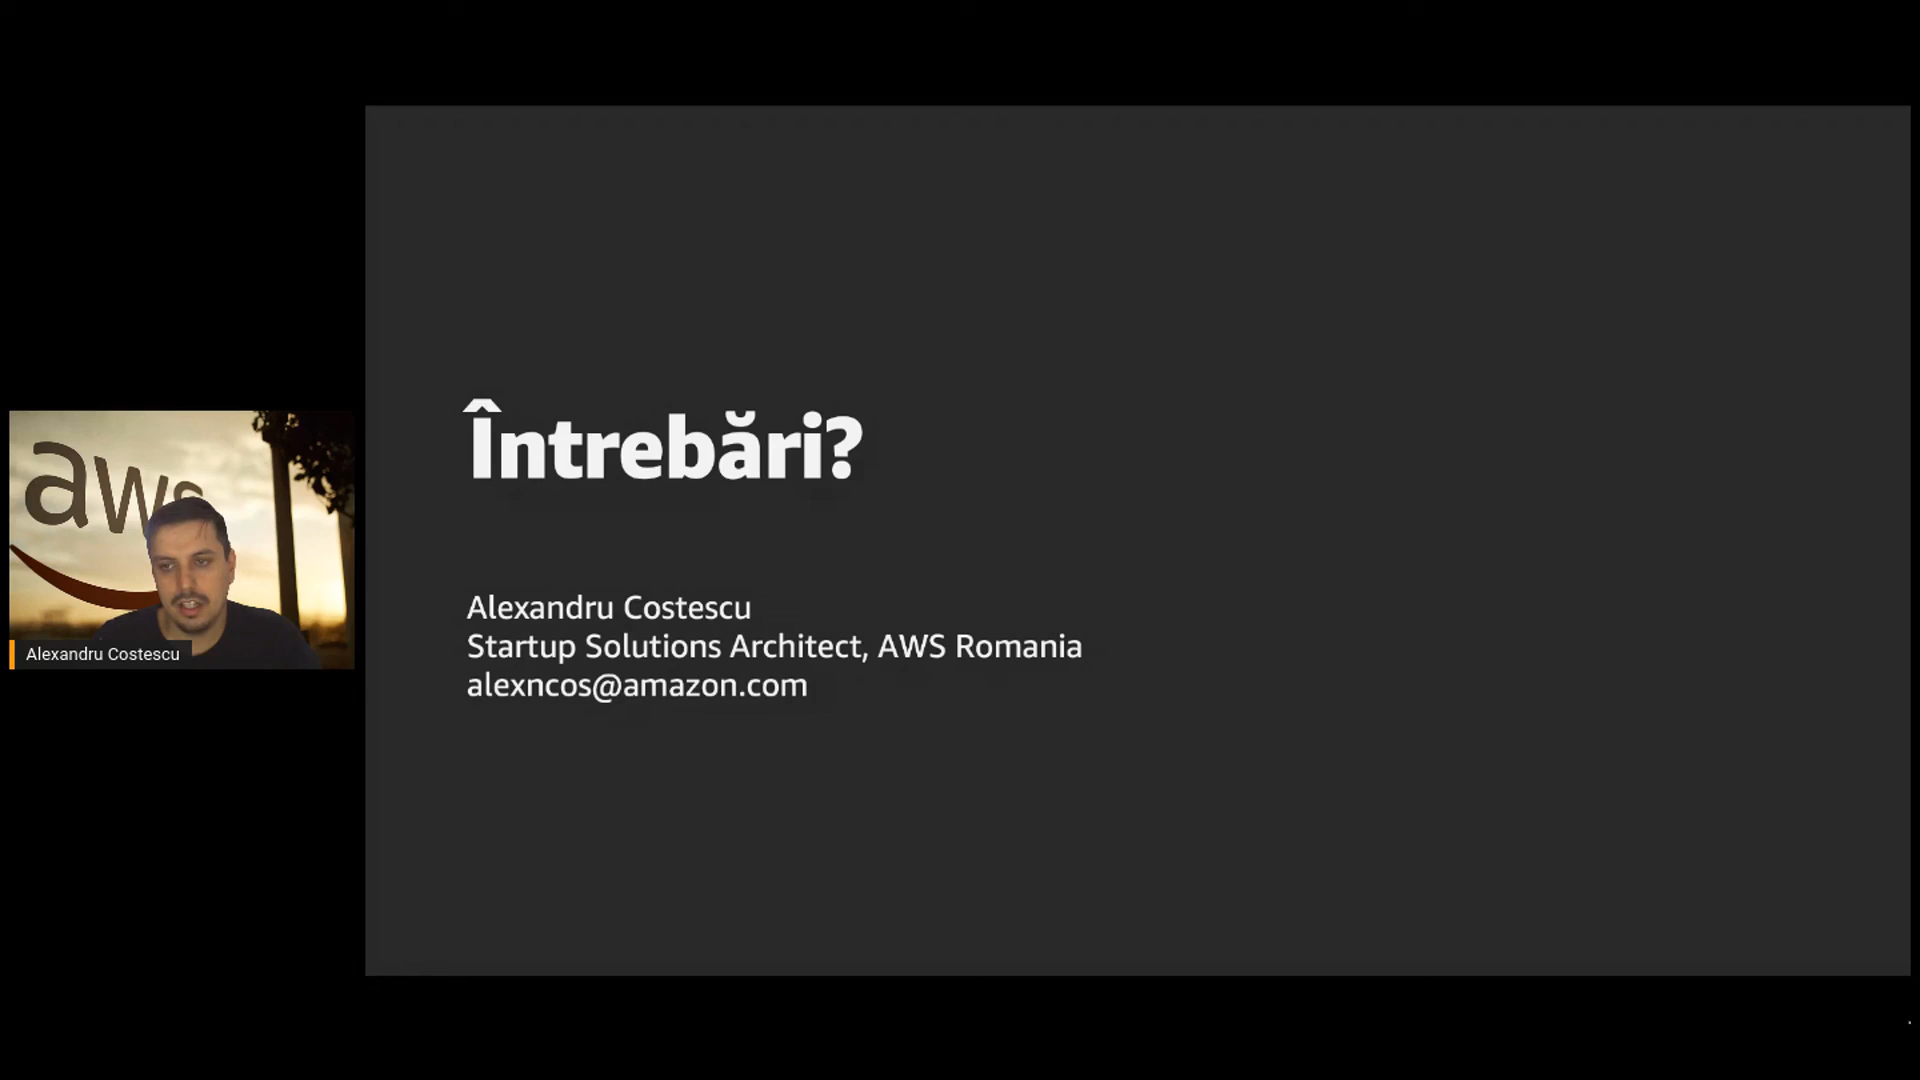 Întrebări?
Alexandru Costescu
Startup Solutions Architect, AWS Romania
alexncos@amazon.com
aws
Alexandru Costescu